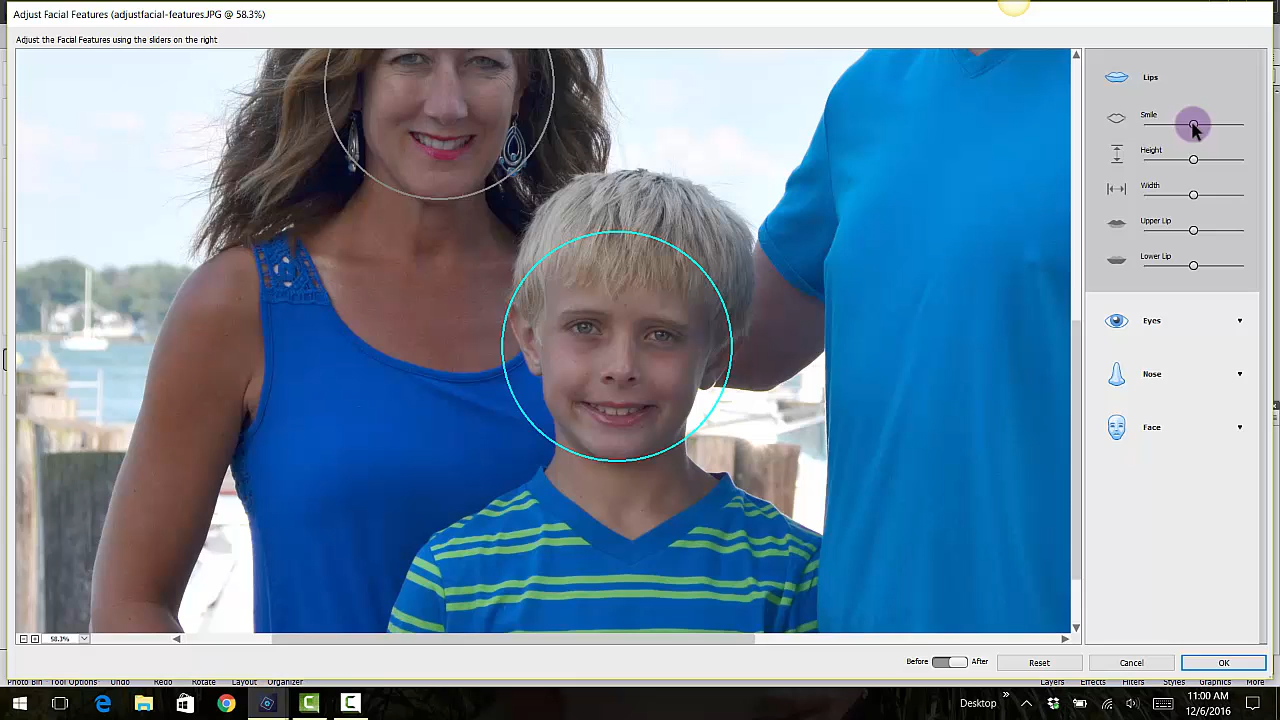 Adjust Facial Features (adjustfacial-features.JPG @ 58.3%)
Adjust the Facial Features using the sliders on the right
Lips
Smile
Height
Width
Upper Lip
Lower Lip
Eyes
Nose
Face
58.3%
Before After Reset Cancel OK
Photo Bin Tool Options Undo Redo Rotate Layout Organizer Layers Effects Filters Styles Graphics More
Desktop
11:00 AM
12/6/2016